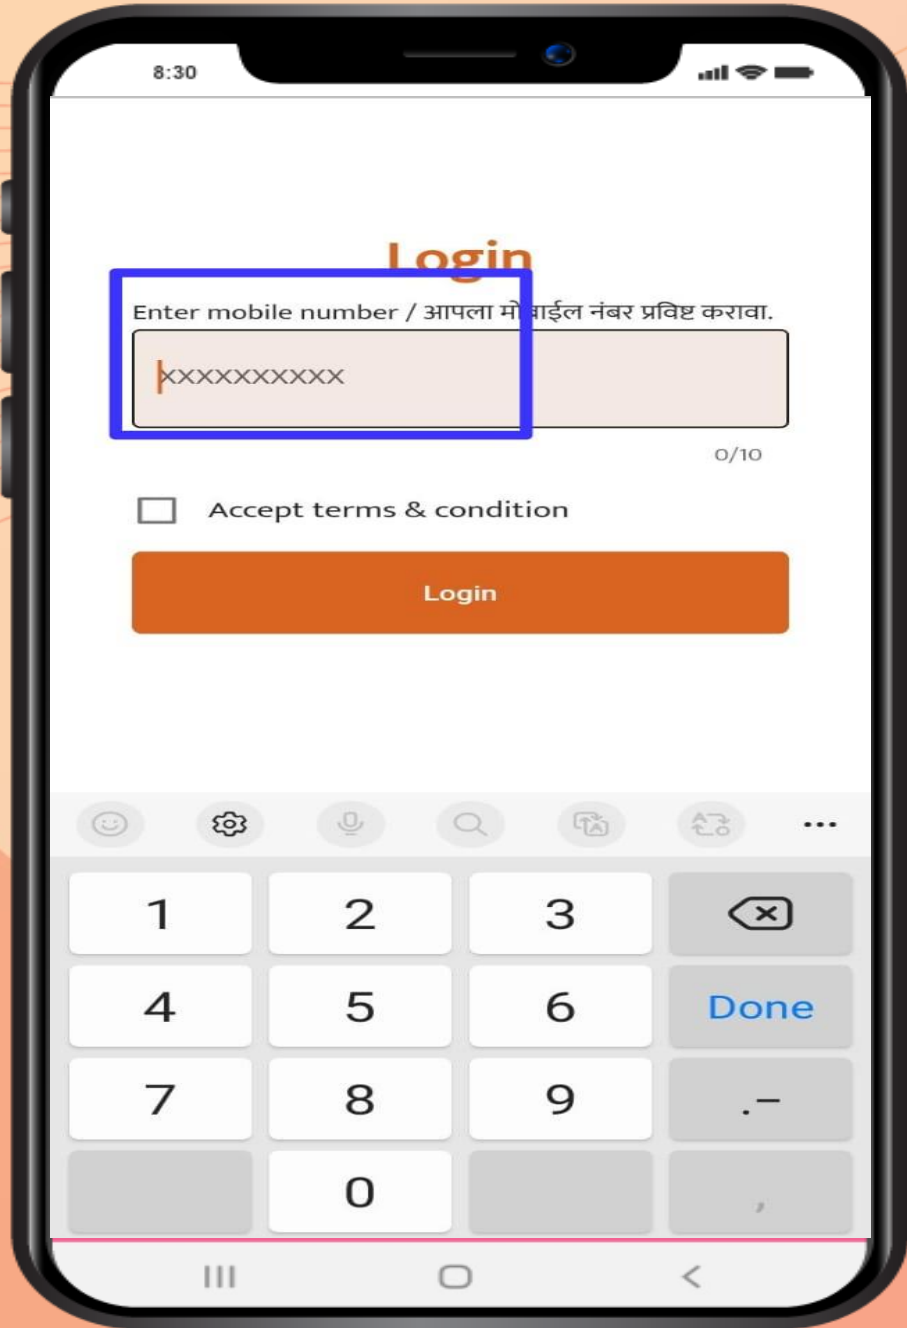 8:30
Login
Enter mobile number / आपला मोबाईल नंबर प्रविष्ट करावा.
xxxxxxxxxx
0/10
Accept terms & condition
Login
1 2 3
4 5 6 Done
7 8 9 .-
0 ,